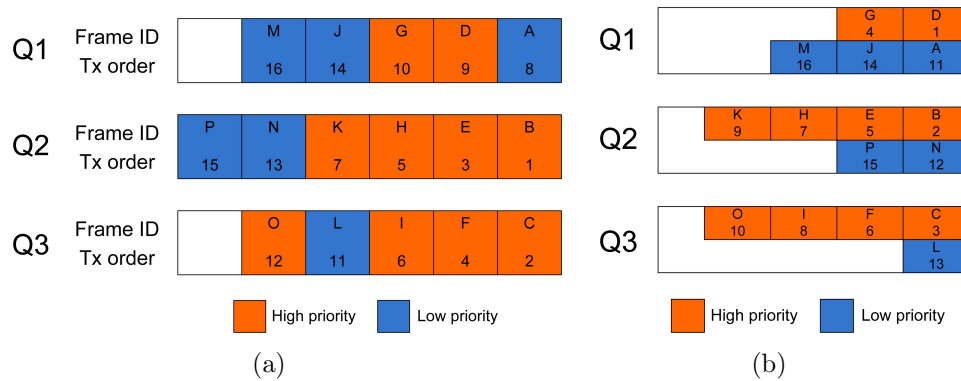 Q1
Frame ID
Tx order
M J G D A
16 14 10 9 8
Q2
Frame ID
Tx order
P N K H E B
15 13 7 5 3 1
Q3
Frame ID
Tx order
O L I F C
12 11 6 4 2
High priority Low priority
(a)
Q1
G D
4 1
M J A
16 14 11
Q2
K H E B
9 7 5 2
P N
15 12
Q3
O I F C
10 8 6 3
L
13
High priority Low priority
(b)